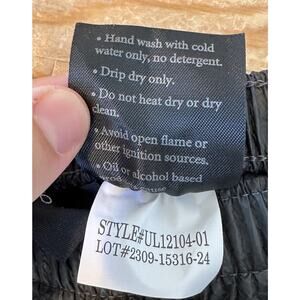 • Hand wash with cold
water only, no detergent.
• Drip dry only.
• Do not heat dry or dry
clean.
• Avoid open flame or
other ignition sources.
• Oil or alcohol based
cause
STYLE#UL12104-01
LOT#2309-15316-24